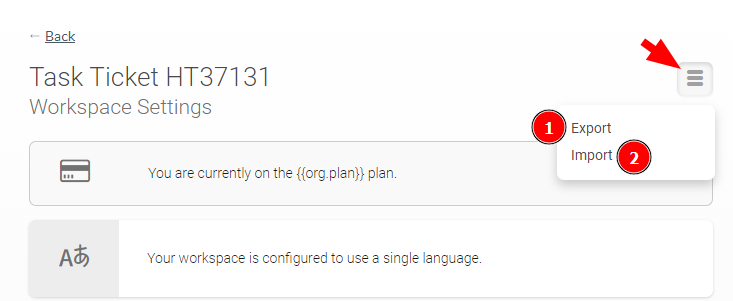 ← Back
Task Ticket HT37131
Workspace Settings
1 Export
Import 2
You are currently on the {{org.plan}} plan.
Aあ
Your workspace is configured to use a single language.